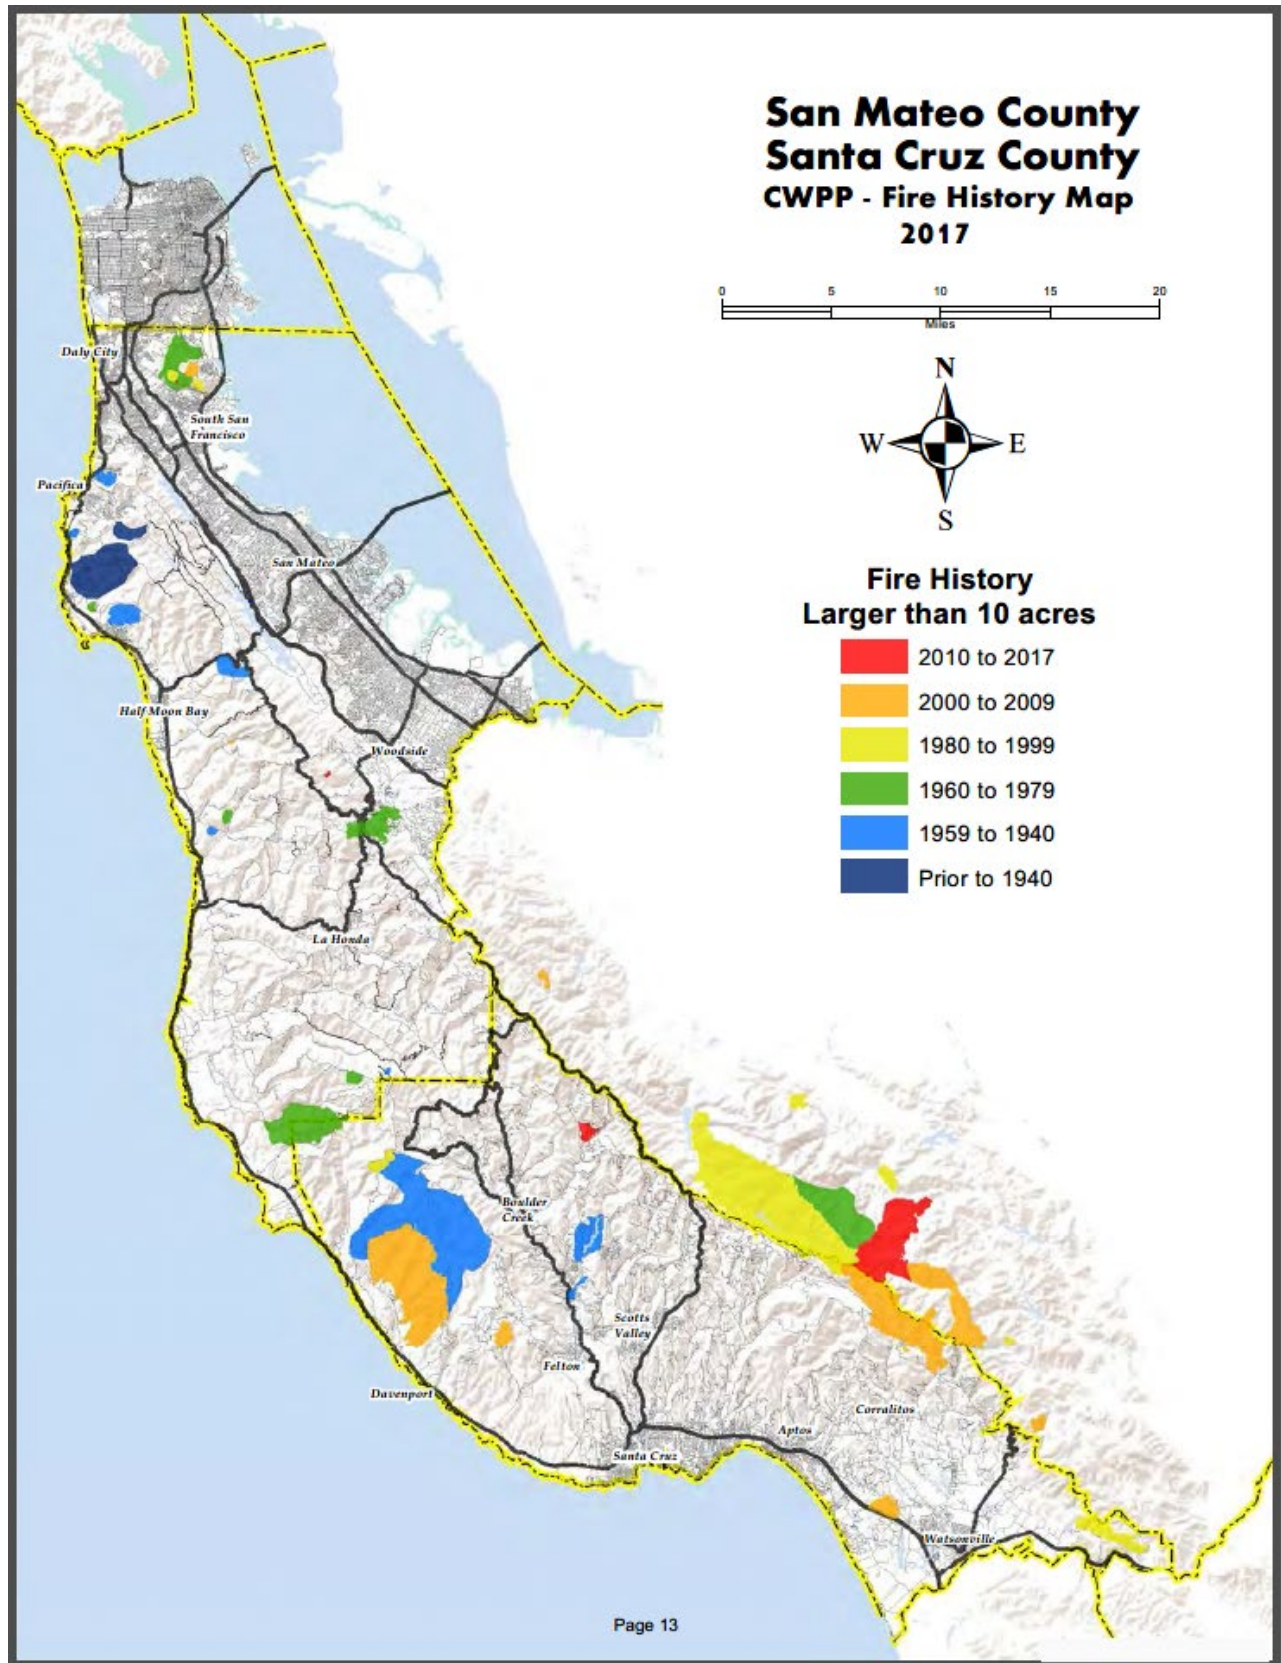 San Mateo County
Santa Cruz County
CWPP - Fire History Map
2017
0 5 10 15 20
Miles
N
W E
S
Fire History
Larger than 10 acres
2010 to 2017
2000 to 2009
1980 to 1999
1960 to 1979
1959 to 1940
Prior to 1940
Daly City
South San
Francisco
Pacifica
San Mateo
Half Moon Bay
Woodside
La Honda
Boulder
Creek
Scotts
Valley
Felton
Davenport
Corralitos
Aptos
Santa Cruz
Watsonville
Page 13